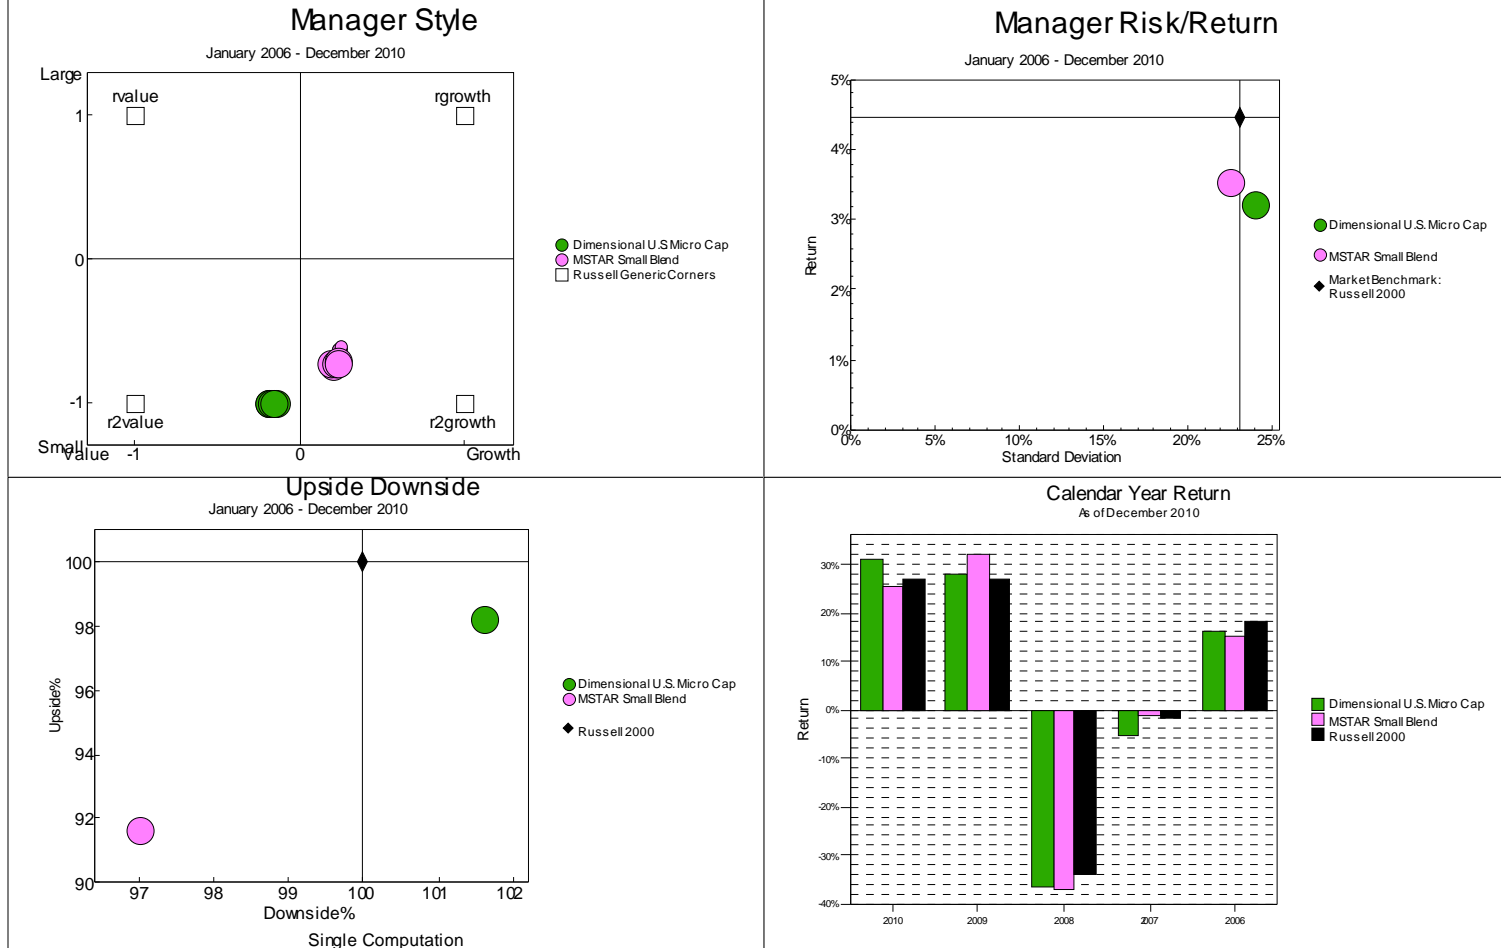 Manager Style
January 2006 - December 2010
Large
rvalue
rgrowth
1
0
-1
r2value
r2growth
Small
Value -1 0 Growth
Dimensional U.S Micro Cap
MSTAR Small Blend
Russell Generic Corners
Manager Risk/Return
January 2006 - December 2010
5%
4%
3%
2%
1%
0%
Return
0% 5% 10% 15% 20% 25%
Standard Deviation
Dimensional U.S. Micro Cap
MSTAR Small Blend
Market Benchmark:
Russell 2000
Upside Downside
January 2006 - December 2010
100
98
96
94
92
90
Upside%
97 98 99 100 101 102
Downside%
Single Computation
Dimensional U.S. Micro Cap
MSTAR Small Blend
Russell 2000
Calendar Year Return
As of December 2010
30%
20%
10%
0%
-10%
-20%
-30%
-40%
Return
2010 2009 2008 2007 2006
Dimensional U.S. Micro Cap
MSTAR Small Blend
Russell 2000